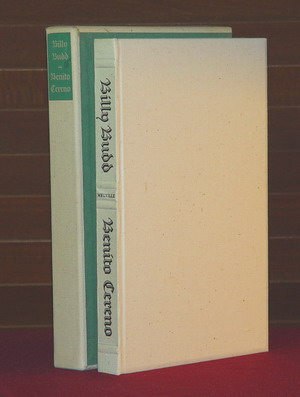 Billy
Budd
—
Benito
Cereno
Billy Budd
MELVILLE
Benito Cereno